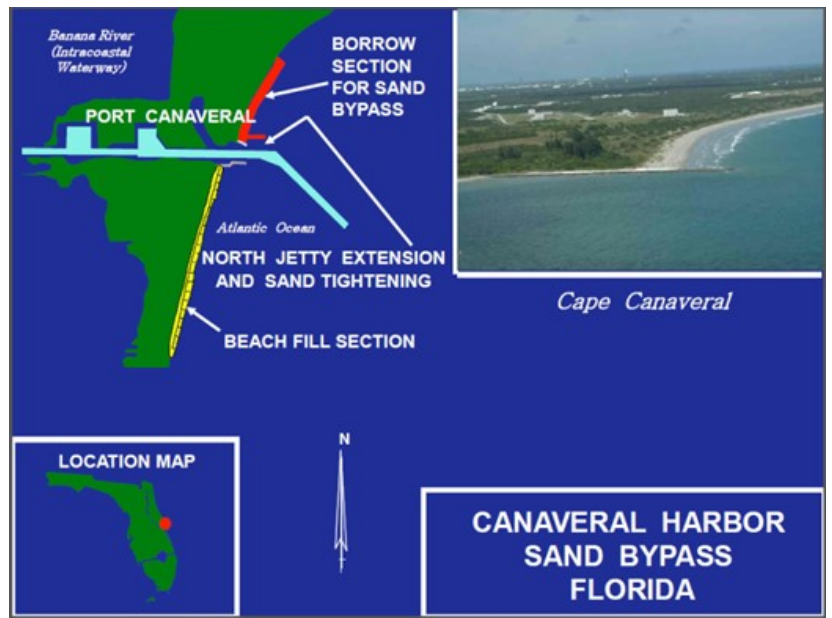 Banana River
(Intracoastal
Waterway)
BORROW
SECTION
FOR SAND
BYPASS
PORT CANAVERAL
Atlantic Ocean
NORTH JETTY EXTENSION
AND SAND TIGHTENING
BEACH FILL SECTION
Cape Canaveral
LOCATION MAP
N
CANAVERAL HARBOR
SAND BYPASS
FLORIDA